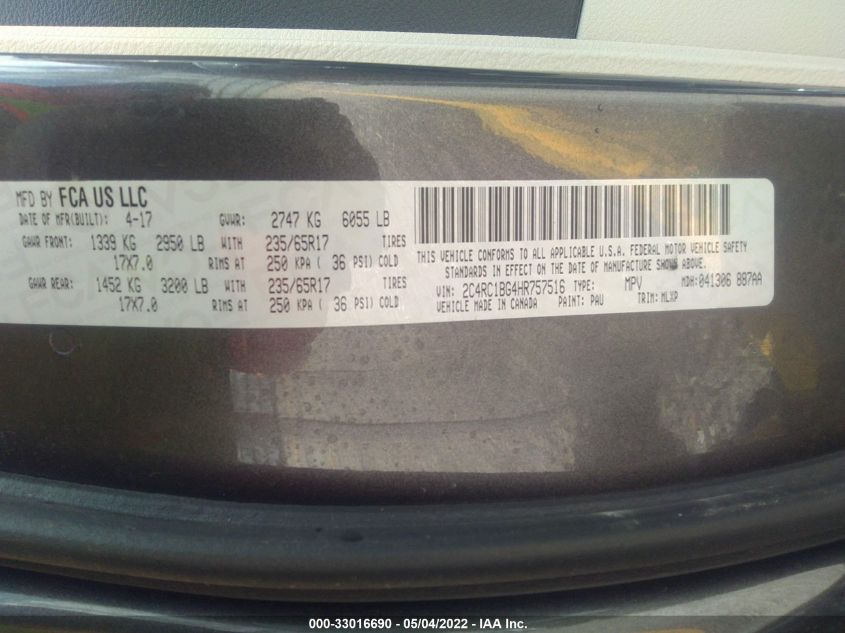 MFD BY FCA US LLC
DATE OF MFR(BUILT): 4-17 GVWR: 2747 KG 6055 LB
GAWR FRONT: 1339 KG 2950 LB WITH 235/65R17 TIRES
17X7.0 RIMS AT 250 KPA ( 36 PSI) COLD
GAWR REAR: 1452 KG 3200 LB WITH 235/65R17 TIRES
17X7.0 RIMS AT 250 KPA ( 36 PSI) COLD
THIS VEHICLE CONFORMS TO ALL APPLICABLE U.S.A. FEDERAL MOTOR VEHICLE SAFETY
STANDARDS IN EFFECT ON THE DATE OF MANUFACTURE SHOWN ABOVE.
VIN: 2C4RC1BG4HR757516 TYPE: MPV MDH: 041306 887AA
VEHICLE MADE IN CANADA PAINT: PAU TRIM: MLXP
000-33016690 - 05/04/2022 - IAA Inc.